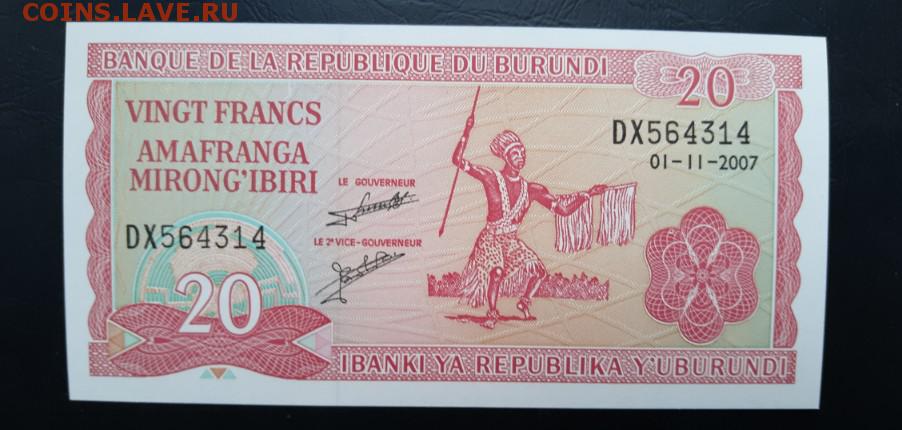 COINS.LAVE.RU
BANQUE DE LA REPUBLIQUE DU BURUNDI
20
VINGT FRANCS
AMAFRANGA
MIRONG'IBIRI
DX564314
01-11-2007
LE GOUVERNEUR
DX564314
LE 2e VICE-GOUVERNEUR
20
IBANKI YA REPUBLIKA Y'UBURUNDI